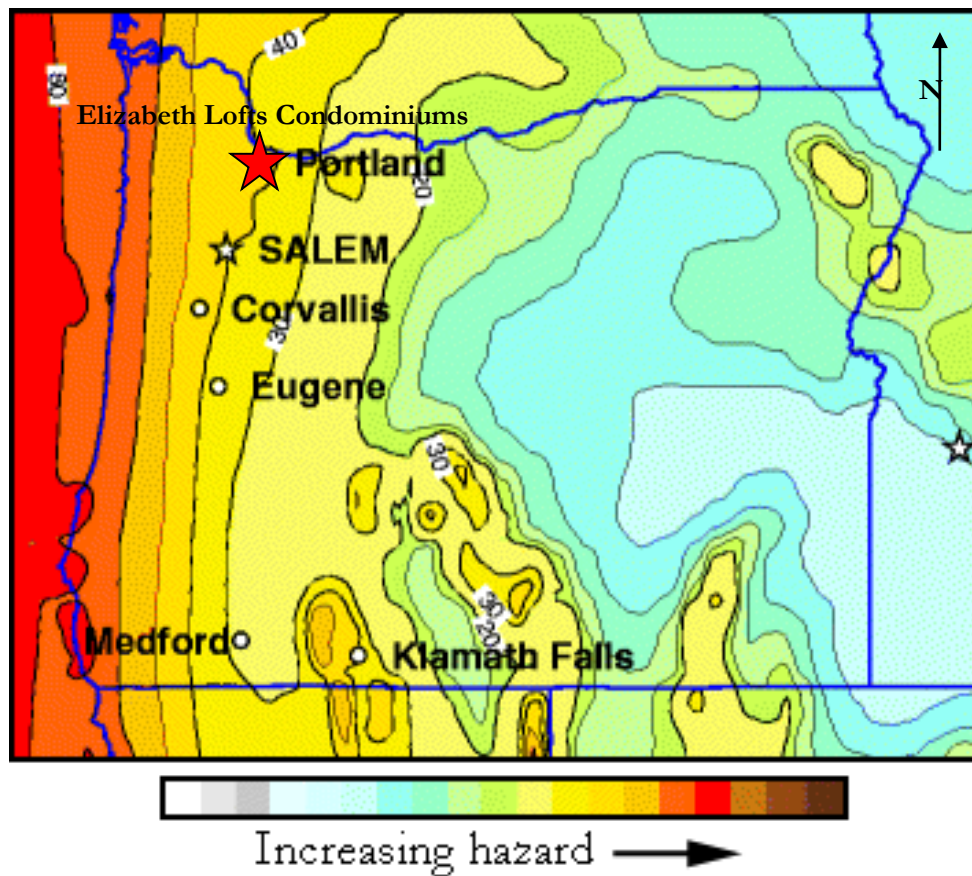 40
80
N
Elizabeth Lofts Condominiums
Portland
20
SALEM
Corvallis
30
Eugene
30
30
20
Medford
Klamath Falls
Increasing hazard